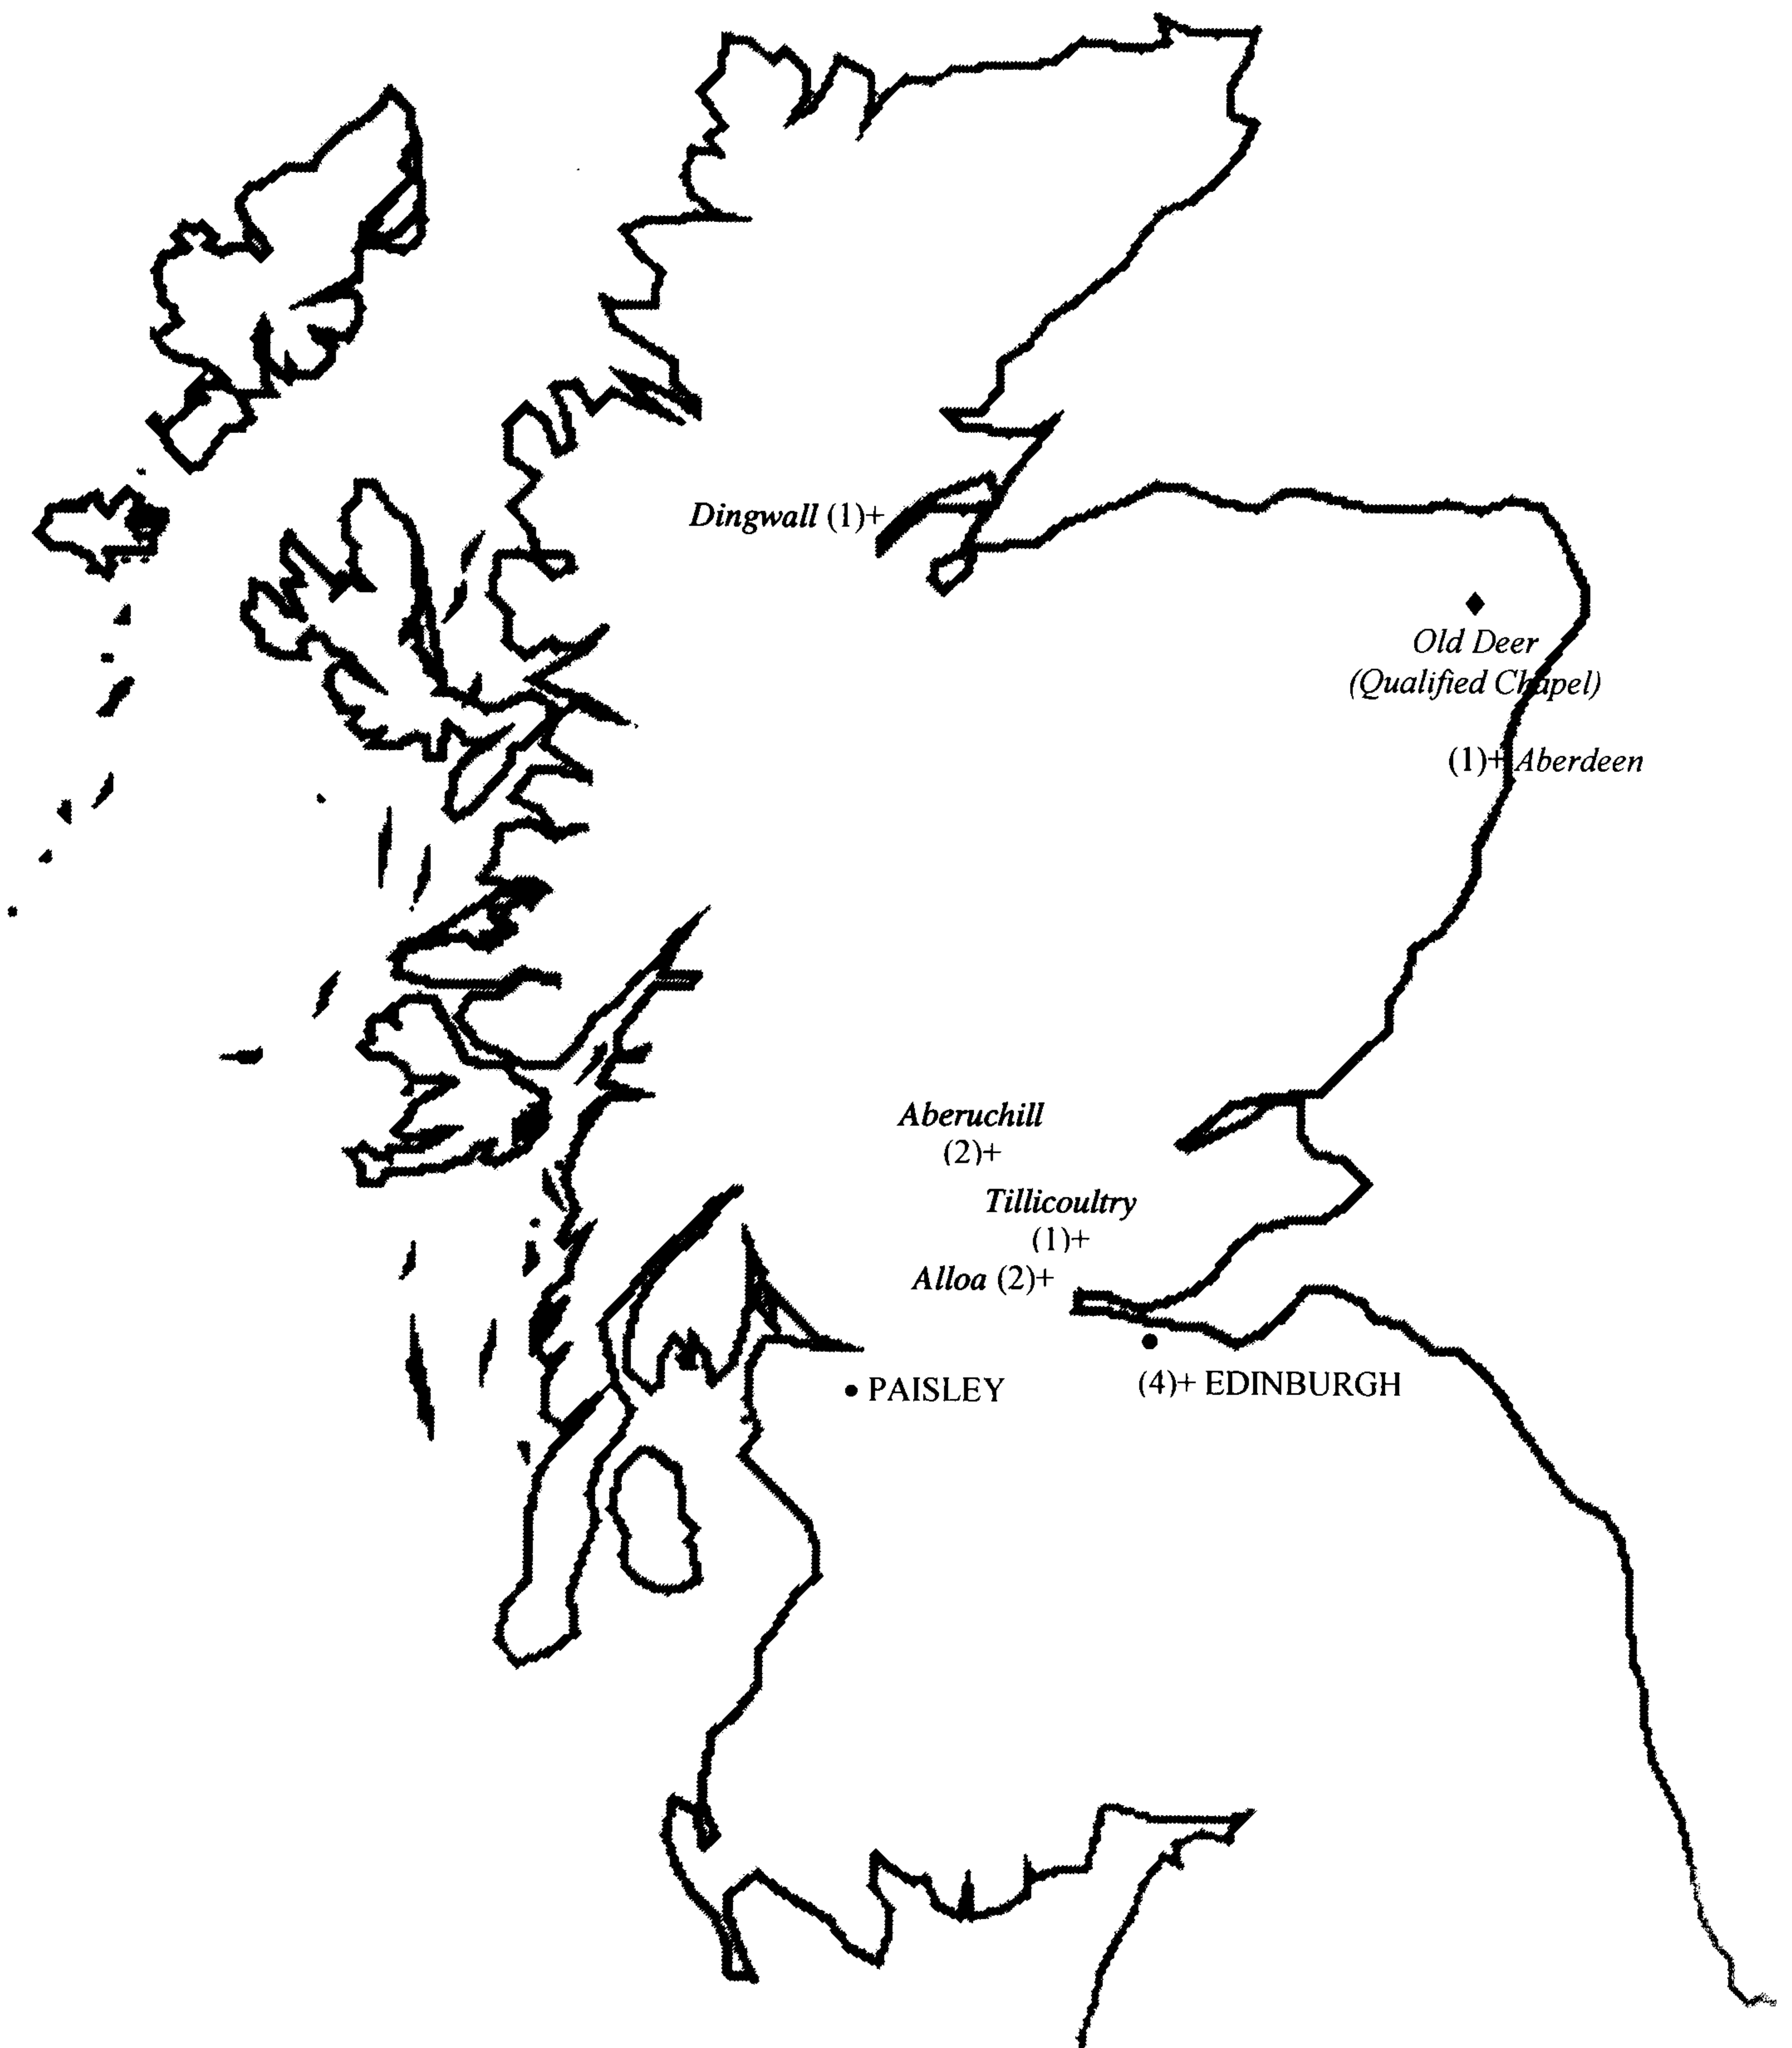 Dingwall (1)+
Old Deer
(Qualified Chapel)
(1)+ Aberdeen
Aberuchill
(2)+
Tillicoultry
(1)+
Alloa (2)+
(4)+ EDINBURGH
• PAISLEY